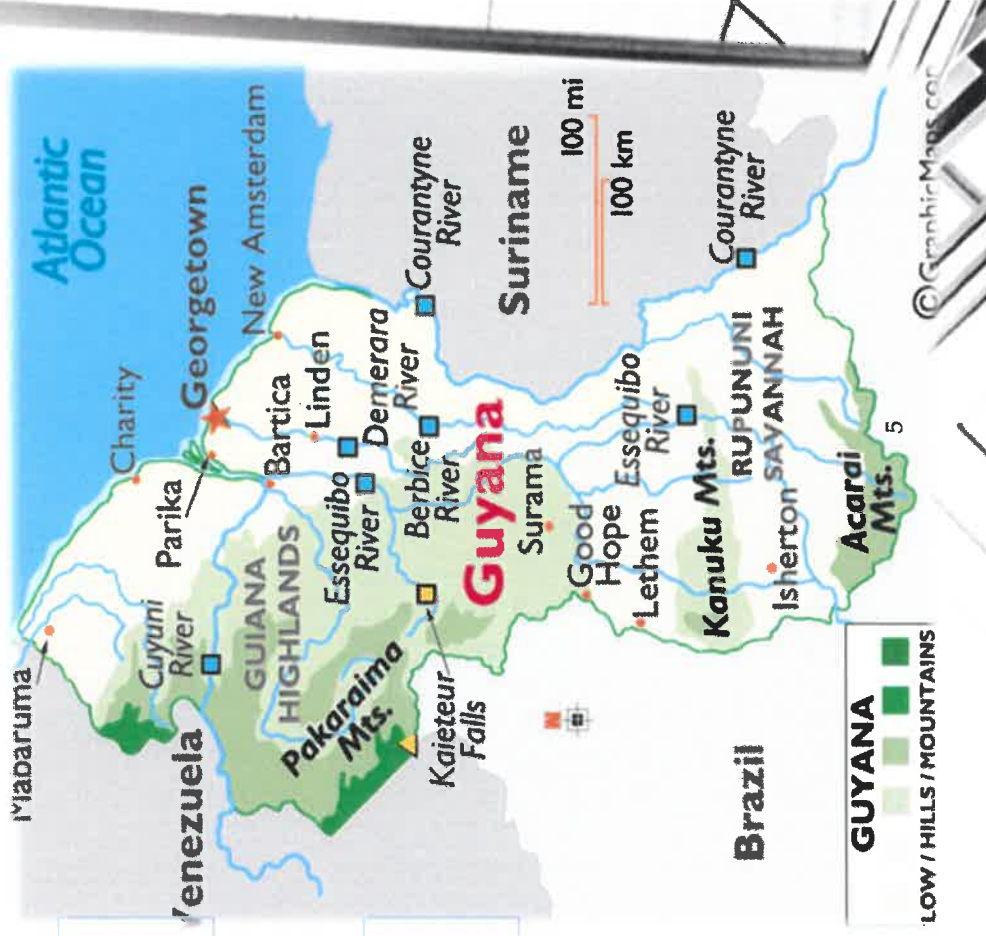 Atlantic
Ocean
Mabaruma
Charity
Georgetown
New Amsterdam
Parika
Bartica
Linden
Cuyuni
River
GUIANA
HIGHLANDS
Essequibo
River
Demerara
River
Berbice
River
Courantyne
River
Venezuela
Pakaraima
Mts.
Kaieteur
Falls
Guyana
Suriname
Surama
Good
Hope
Lethem
100 mi
100 km
Essequibo
River
Courantyne
River
Kanuku Mts.
RUPUNUNI
SAVANNAH
Isherton
Acarai
Mts.
Brazil
5
GUYANA
LOW / HILLS / MOUNTAINS
©GraphicMaps.com